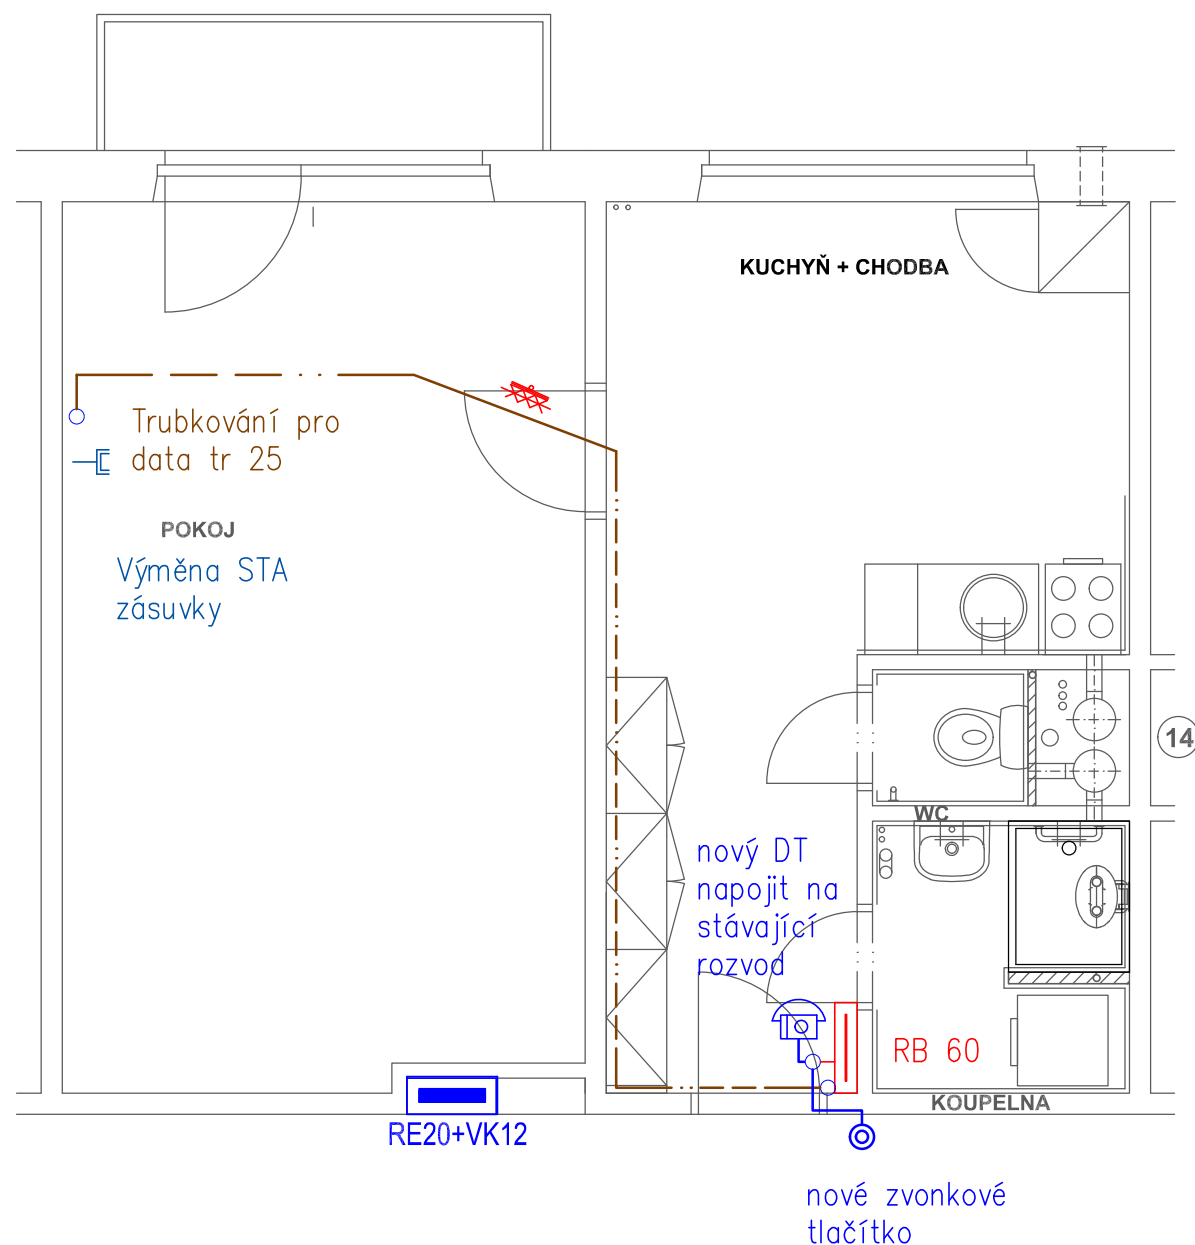 KUCHYŇ + CHODBA
Trubkování pro
data tr 25
POKOJ
Výměna STA
zásuvky
14
WC
nový DT
napojit na
stávající
rozvod
RB 60
KOUPELNA
RE20+VK12
nové zvonkové
tlačítko